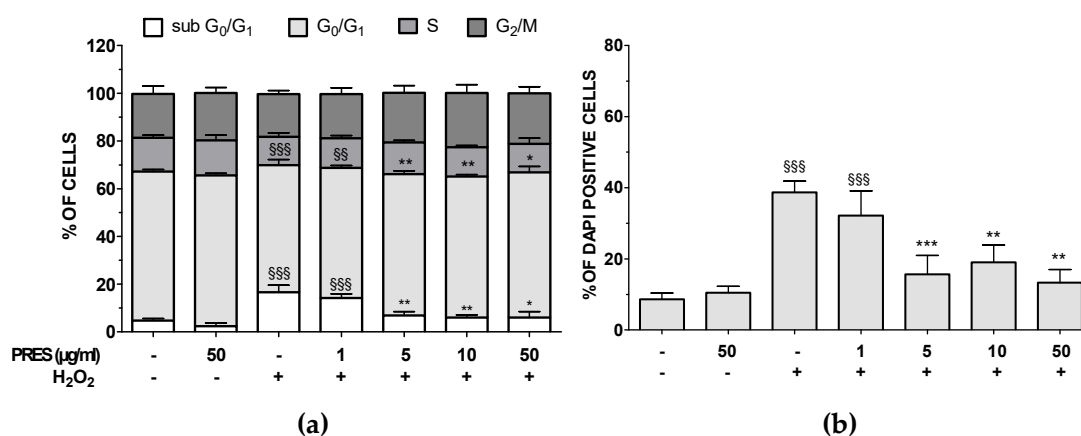 sub G₀/G₁ G₀/G₁ S G₂/M
120
100
80
60
40
20
0
% OF CELLS
§§§ §§ ** ** *
§§§ §§§ ** ** *
PRES (µg/ml) - 50 - 1 5 10 50
H₂O₂ - - + + + + +
(a)
80
60
40
20
0
% OF DAPI POSITIVE CELLS
§§§ §§§ *** ** **
- 50 - 1 5 10 50
- - + + + + +
(b)